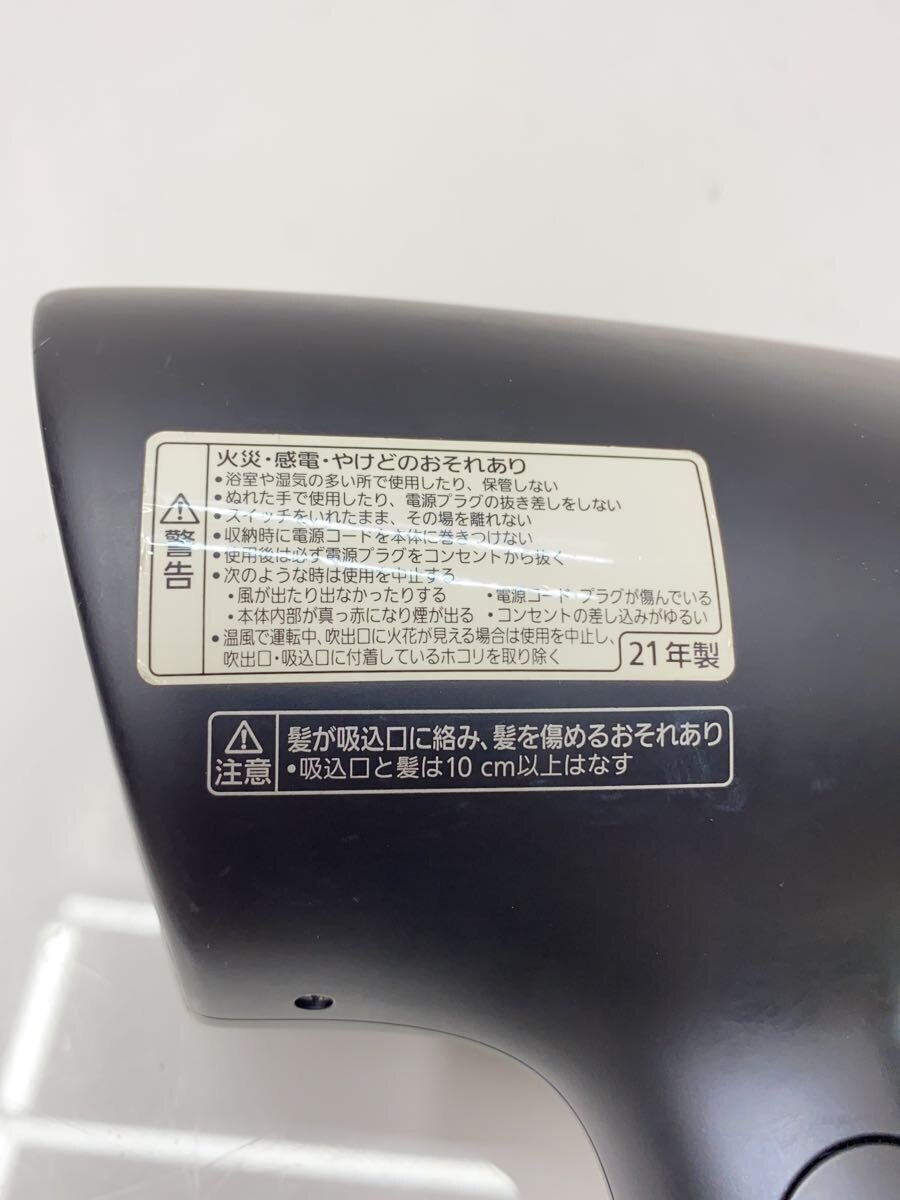 ⚠警告
火災・感電・やけどのおそれあり
•浴室や湿気の多い所で使用したり、保管しない
•ぬれた手で使用したり、電源プラグの抜き差しをしない
•スイッチをいれたまま、その場を離れない
•収納時に電源コードを本体に巻きつけない
•使用後は必ず電源プラグをコンセントから抜く
•次のような時は使用を中止する
・風が出たり出なかったりする ・電源コード・プラグが傷んでいる
・本体内部が真っ赤になり煙が出る ・コンセントの差し込みがゆるい
•温風で運転中、吹出口に火花が見える場合は使用を中止し、
吹出口・吸込口に付着しているホコリを取り除く
21年製
⚠注意
髪が吸込口に絡み、髪を傷めるおそれあり
•吸込口と髪は10 cm以上はなす